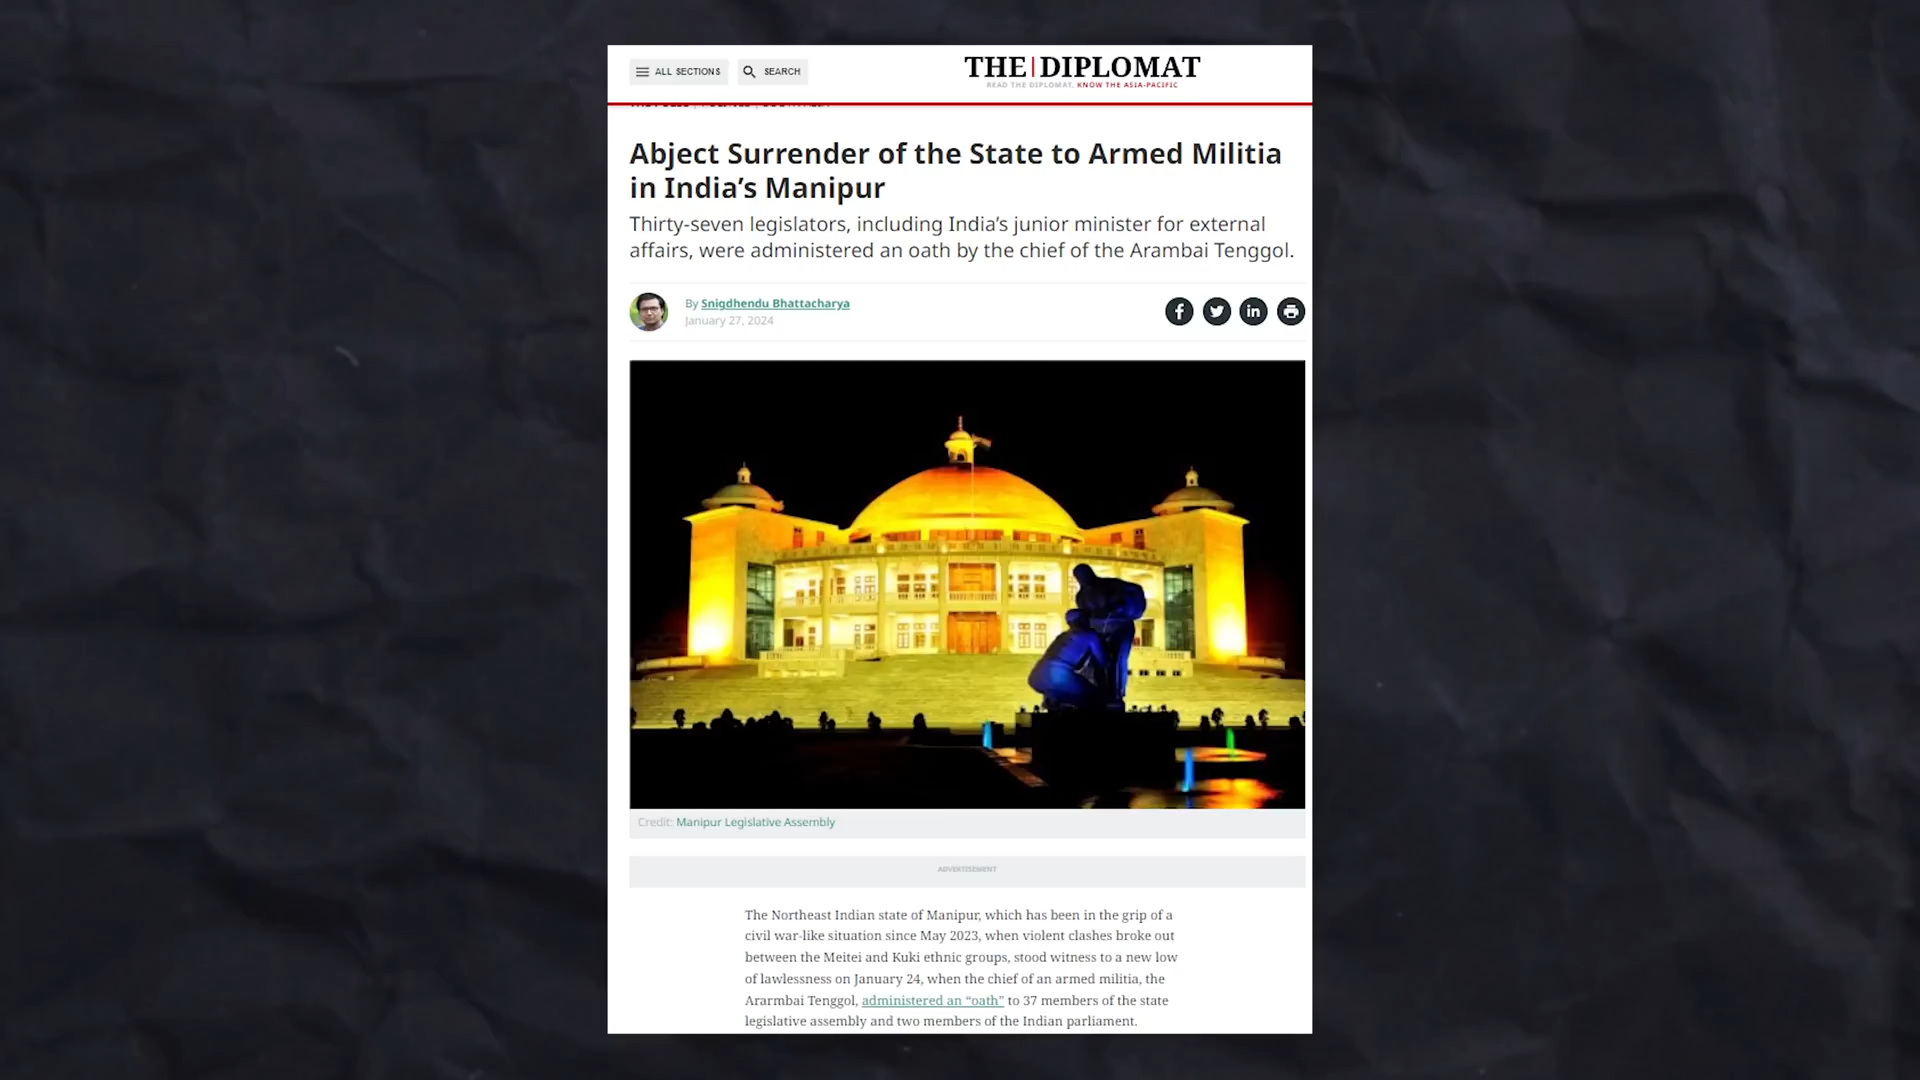 ALL SECTIONS
SEARCH
THE|DIPLOMAT
READ THE DIPLOMAT, KNOW THE ASIA-PACIFIC
Abject Surrender of the State to Armed Militia
in India’s Manipur
Thirty-seven legislators, including India’s junior minister for external
affairs, were administered an oath by the chief of the Arambai Tenggol.
By Snigdhendu Bhattacharya
January 27, 2024
Credit: Manipur Legislative Assembly
ADVERTISEMENT
The Northeast Indian state of Manipur, which has been in the grip of a
civil war-like situation since May 2023, when violent clashes broke out
between the Meitei and Kuki ethnic groups, stood witness to a new low
of lawlessness on January 24, when the chief of an armed militia, the
Ararmbai Tenggol, administered an “oath” to 37 members of the state
legislative assembly and two members of the Indian parliament.